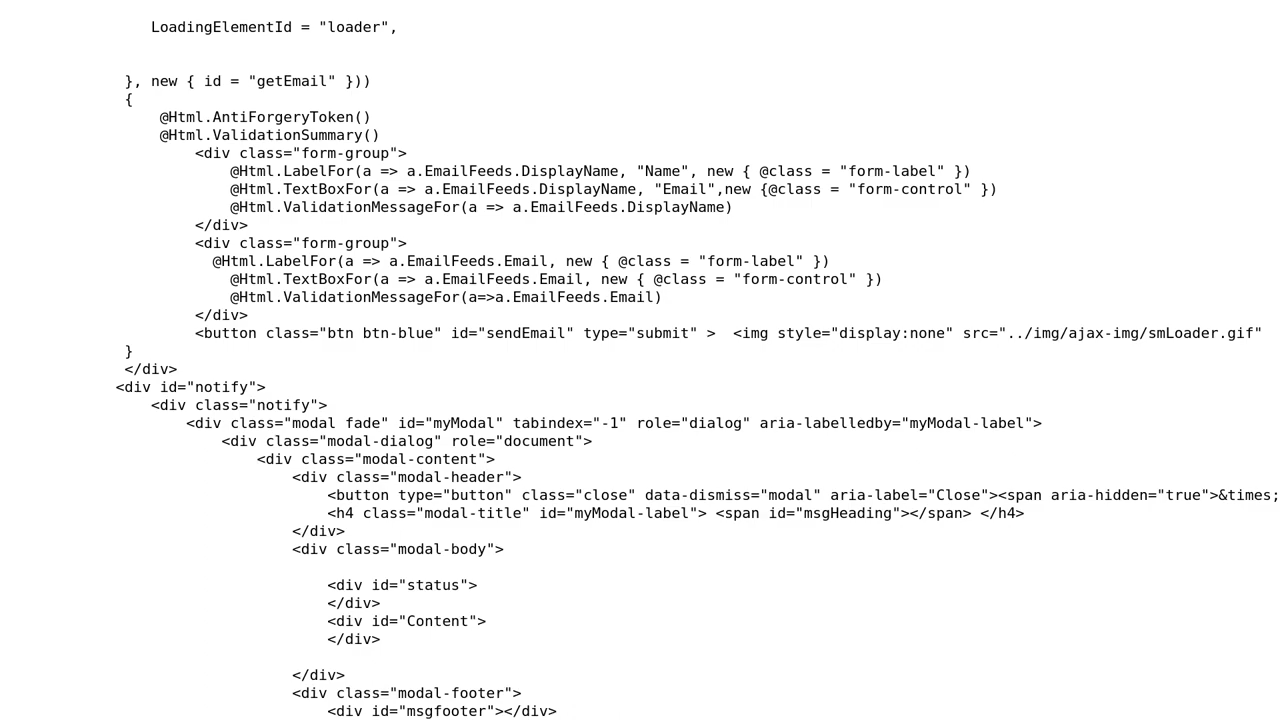 LoadingElementId = "loader",
}, new { id = "getEmail" }))
{
@Html.AntiForgeryToken()
@Html.ValidationSummary()
<div class="form-group">
@Html.LabelFor(a => a.EmailFeeds.DisplayName, "Name", new { @class = "form-label" })
@Html.TextBoxFor(a => a.EmailFeeds.DisplayName, "Email",new {@class = "form-control" })
@Html.ValidationMessageFor(a => a.EmailFeeds.DisplayName)
</div>
<div class="form-group">
@Html.LabelFor(a => a.EmailFeeds.Email, new { @class = "form-label" })
@Html.TextBoxFor(a => a.EmailFeeds.Email, new { @class = "form-control" })
@Html.ValidationMessageFor(a=>a.EmailFeeds.Email)
</div>
<button class="btn btn-blue" id="sendEmail" type="submit" >  <img style="display:none" src="../img/ajax-img/smLoader.gif"
}
</div>
<div id="notify">
<div class="notify">
<div class="modal fade" id="myModal" tabindex="-1" role="dialog" aria-labelledby="myModal-label">
<div class="modal-dialog" role="document">
<div class="modal-content">
<div class="modal-header">
<button type="button" class="close" data-dismiss="modal" aria-label="Close"><span aria-hidden="true">&times;
<h4 class="modal-title" id="myModal-label"> <span id="msgHeading"></span> </h4>
</div>
<div class="modal-body">
<div id="status">
</div>
<div id="Content">
</div>
</div>
<div class="modal-footer">
<div id="msgfooter"></div>